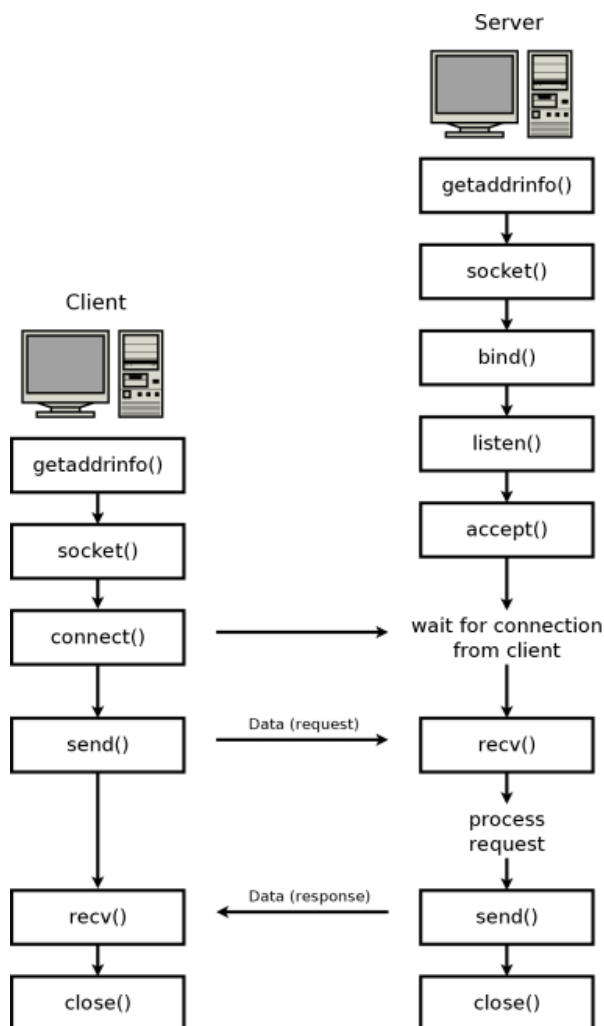 Server
getaddrinfo()
socket()
bind()
listen()
accept()
wait for connection
from client
recv()
process
request
send()
close()
Client
getaddrinfo()
socket()
connect()
send()
recv()
close()
Data (request)
Data (response)